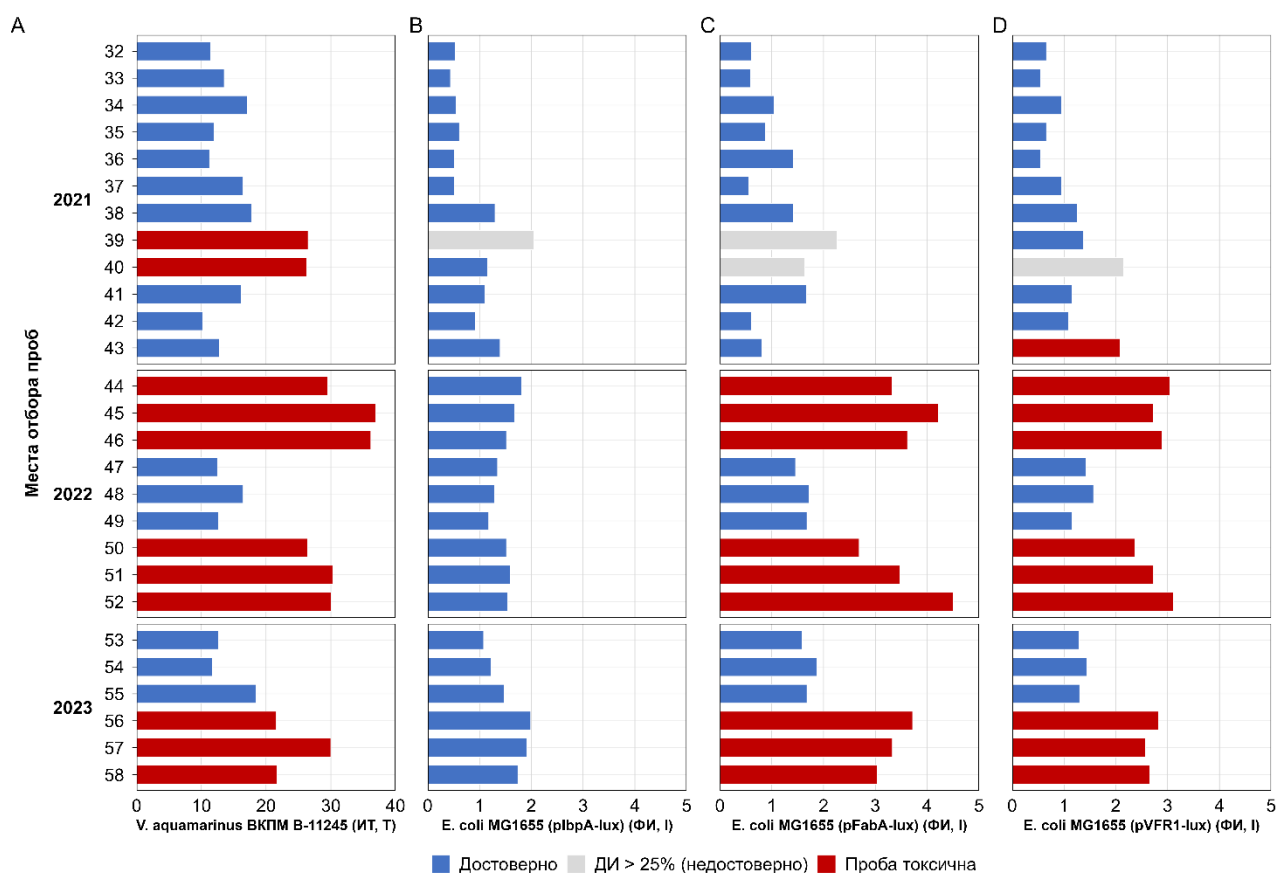 A
B
C
D
Места отбора проб
2021
32
33
34
35
36
37
38
39
40
41
42
43
2022
44
45
46
47
48
49
50
51
52
2023
53
54
55
56
57
58
0 10 20 30 40
0 1 2 3 4 5
0 1 2 3 4 5
0 1 2 3 4 5
V. aquamarinus ВКПМ В-11245 (ИТ, Т)
E. coli MG1655 (pIbpA-lux) (ФИ, I)
E. coli MG1655 (pFabA-lux) (ФИ, I)
E. coli MG1655 (pVFR1-lux) (ФИ, I)
Достоверно
ДИ > 25% (недостоверно)
Проба токсична